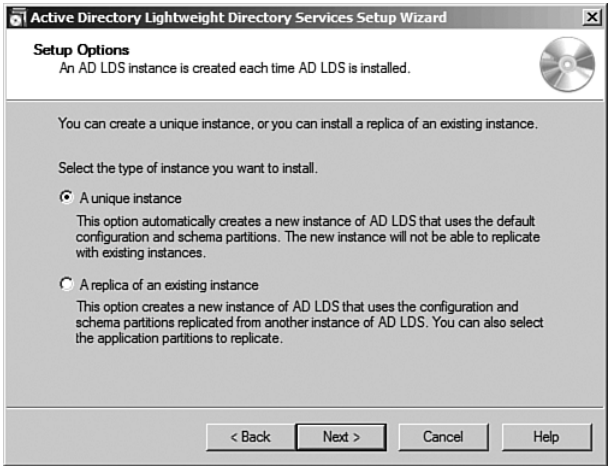 Active Directory Lightweight Directory Services Setup Wizard
Setup Options
An AD LDS instance is created each time AD LDS is installed.
You can create a unique instance, or you can install a replica of an existing instance.
Select the type of instance you want to install.
A unique instance
This option automatically creates a new instance of AD LDS that uses the default
configuration and schema partitions. The new instance will not be able to replicate
with existing instances.
A replica of an existing instance
This option creates a new instance of AD LDS that uses the configuration and
schema partitions replicated from another instance of AD LDS. You can also select
the application partitions to replicate.
< Back Next > Cancel Help